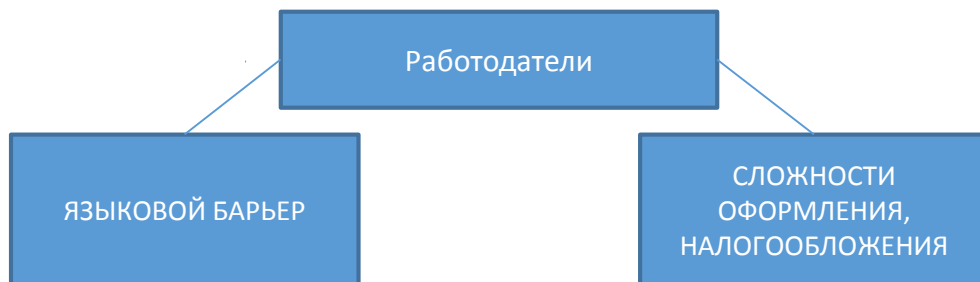 Работодатели
ЯЗЫКОВОЙ БАРЬЕР
СЛОЖНОСТИ
ОФОРМЛЕНИЯ,
НАЛОГООБЛОЖЕНИЯ